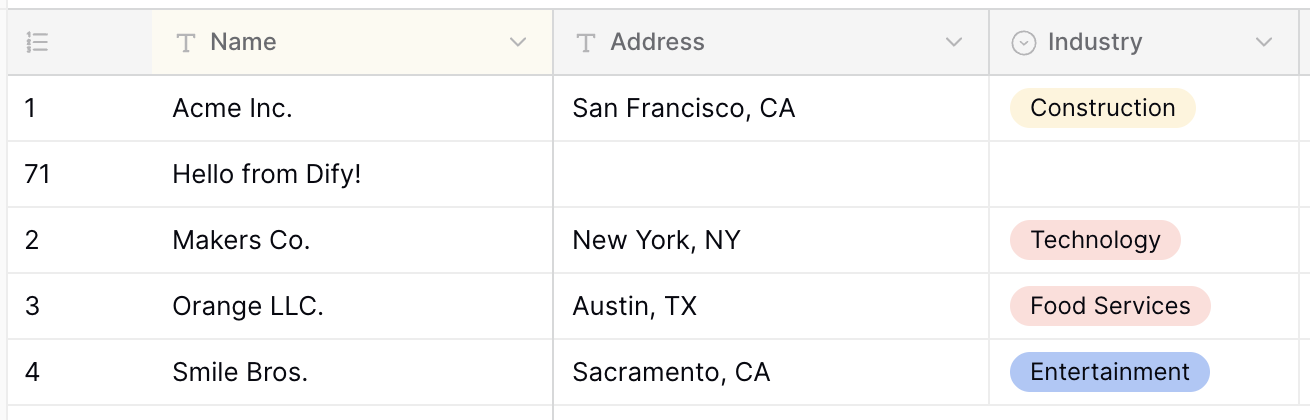 Name Address Industry
1 Acme Inc. San Francisco, CA Construction
71 Hello from Dify!
2 Makers Co. New York, NY Technology
3 Orange LLC. Austin, TX Food Services
4 Smile Bros. Sacramento, CA Entertainment